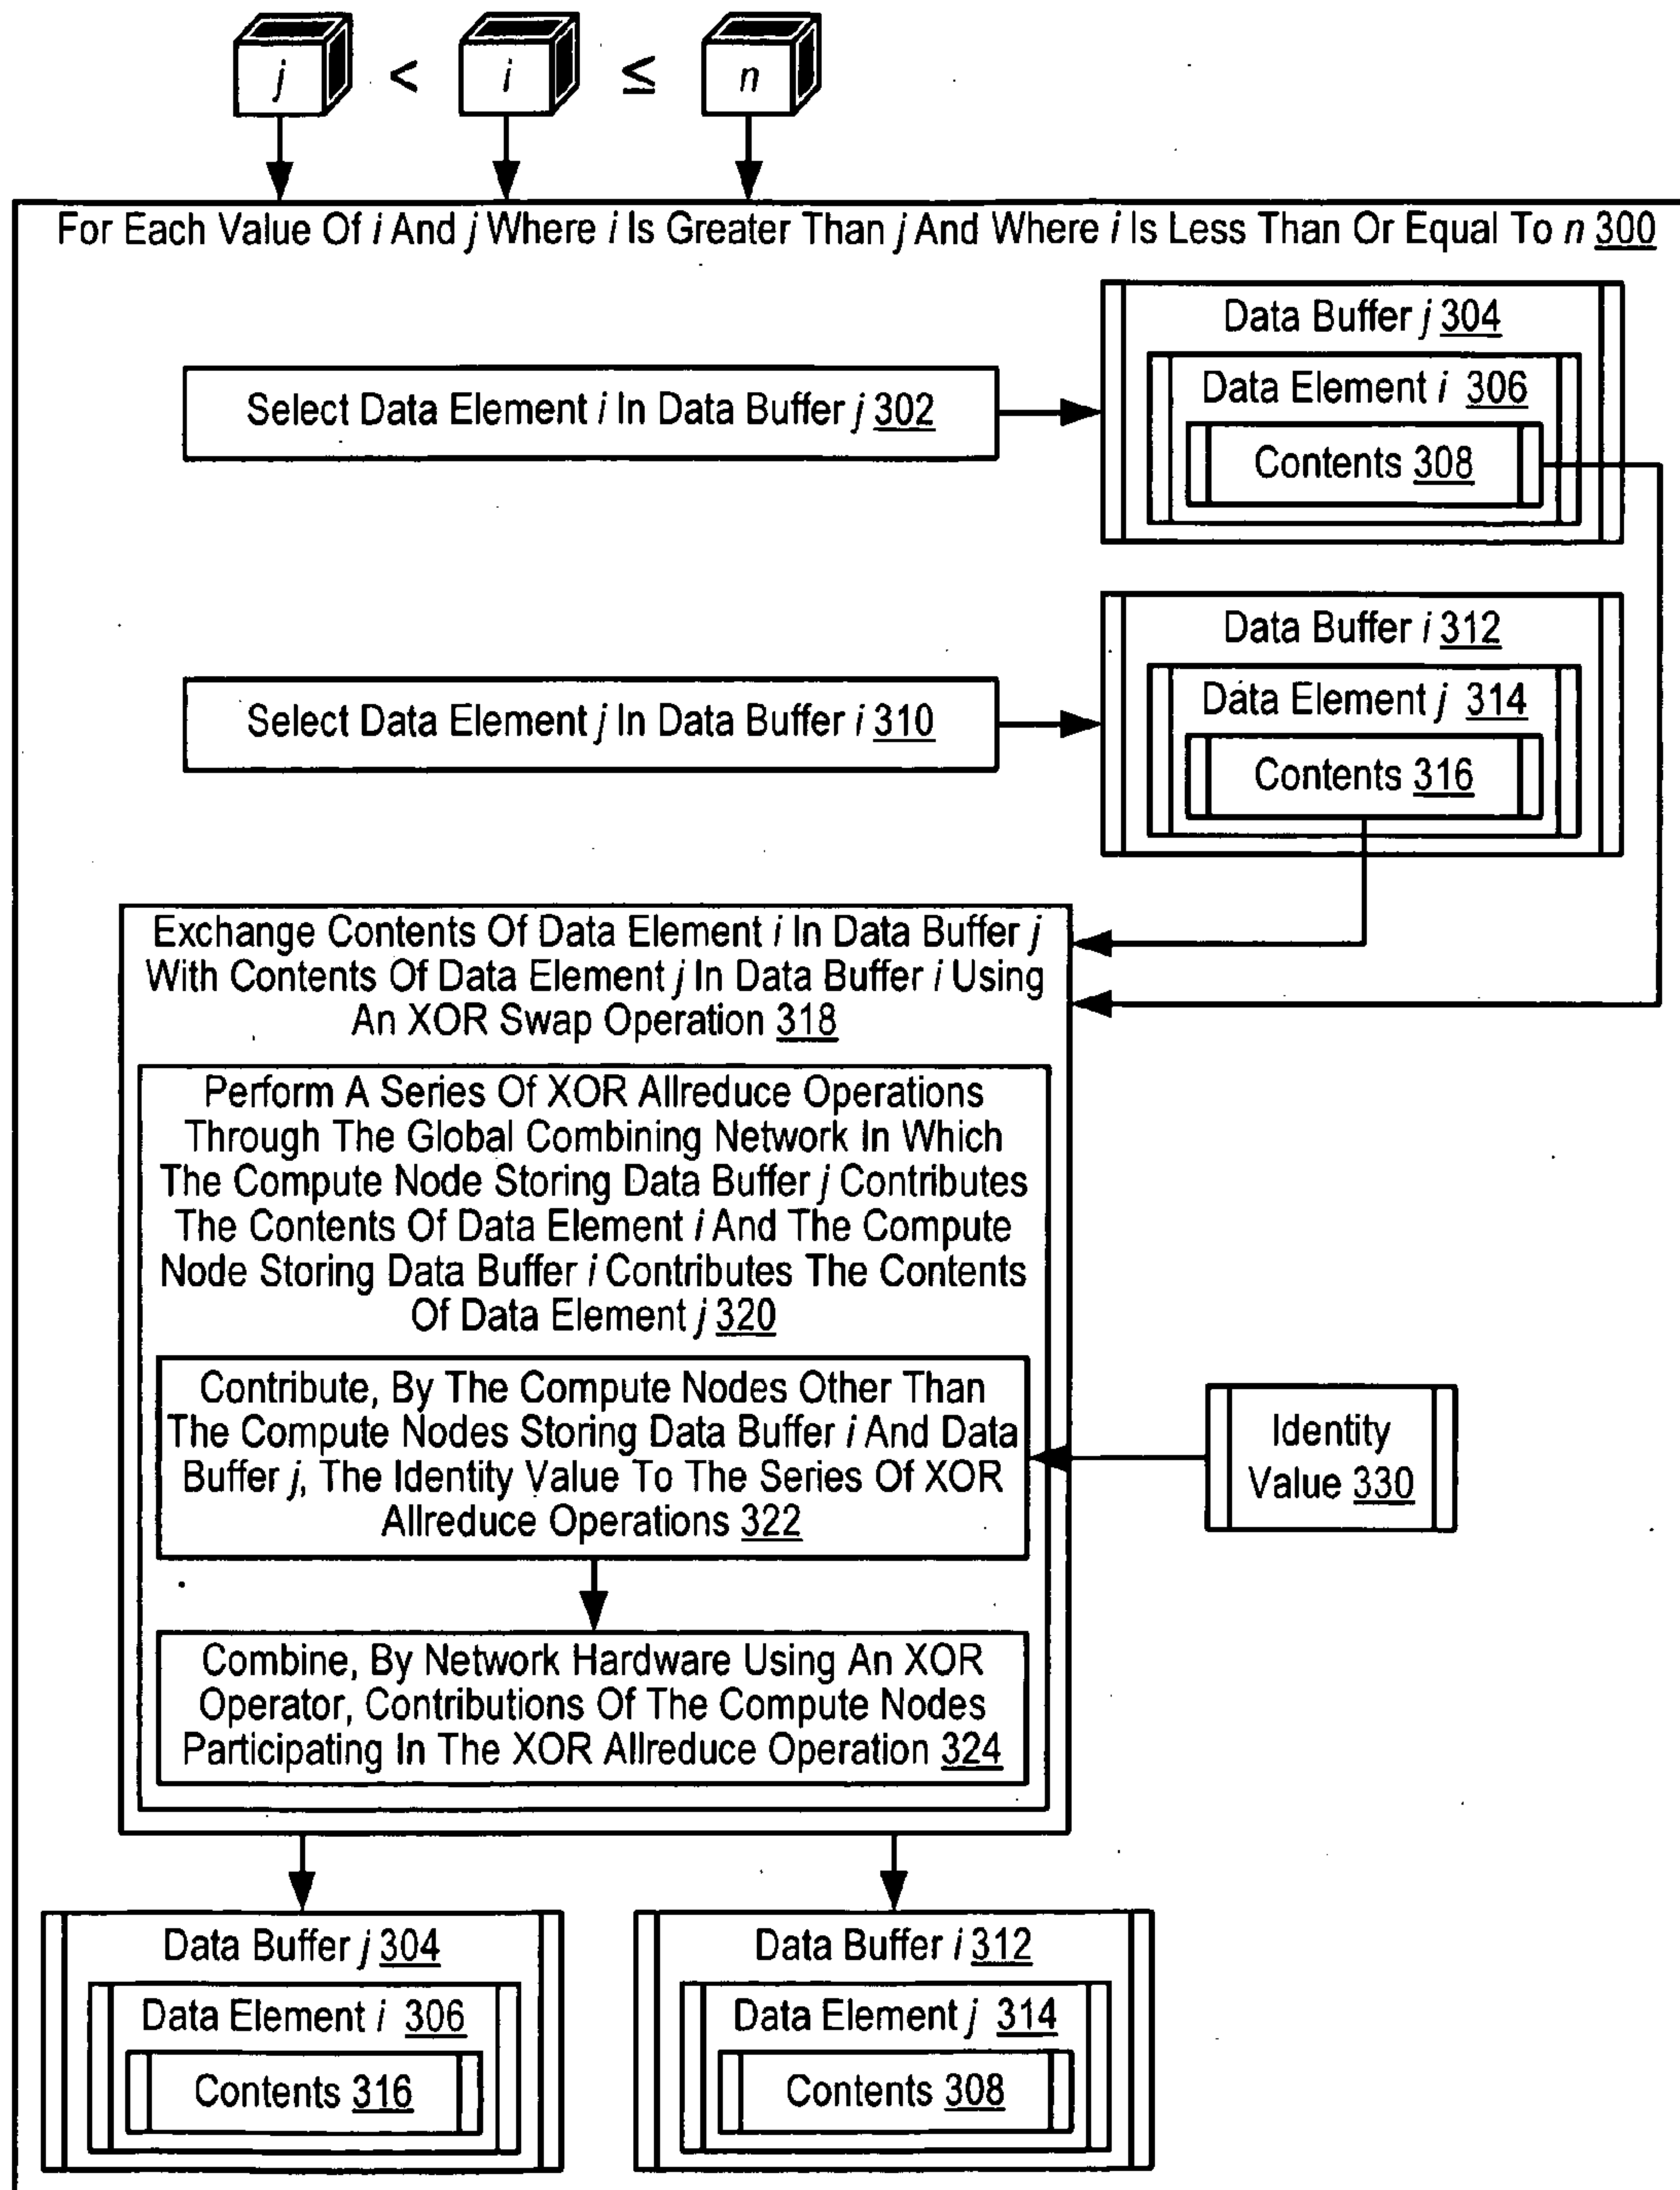 j < i ≤ n
For Each Value Of i And j Where i Is Greater Than j And Where i Is Less Than Or Equal To n 300
Data Buffer j 304
Data Element i 306
Select Data Element i In Data Buffer j 302
Contents 308
Data Buffer i 312
Data Element j 314
Select Data Element j In Data Buffer i 310
Contents 316
Exchange Contents Of Data Element i In Data Buffer j
With Contents Of Data Element j In Data Buffer i Using
An XOR Swap Operation 318
Perform A Series Of XOR Allreduce Operations
Through The Global Combining Network In Which
The Compute Node Storing Data Buffer j Contributes
The Contents Of Data Element i And The Compute
Node Storing Data Buffer i Contributes The Contents
Of Data Element j 320
Contribute, By The Compute Nodes Other Than
The Compute Nodes Storing Data Buffer i And Data
Buffer j, The Identity Value To The Series Of XOR
Allreduce Operations 322
Identity
Value 330
Combine, By Network Hardware Using An XOR
Operator, Contributions Of The Compute Nodes
Participating In The XOR Allreduce Operation 324
Data Buffer j 304
Data Element i 306
Contents 316
Data Buffer i 312
Data Element j 314
Contents 308